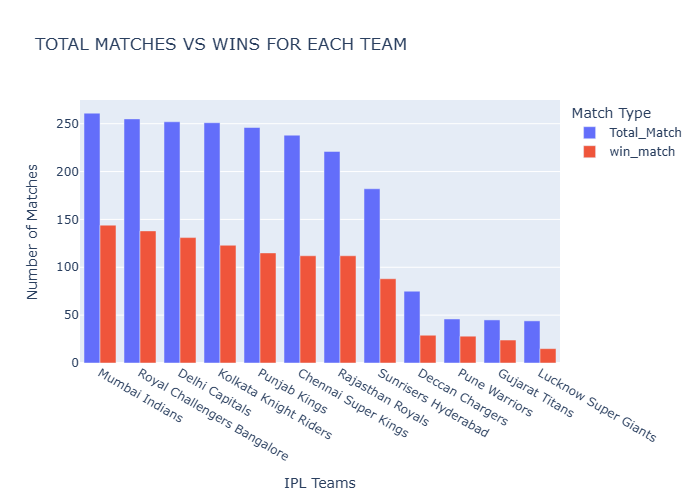 TOTAL MATCHES VS WINS FOR EACH TEAM
Match Type
Total_Match
win_match
Number of Matches
250
200
150
100
50
0
Mumbai Indians
Royal Challengers Bangalore
Delhi Capitals
Kolkata Knight Riders
Punjab Kings
Chennai Super Kings
Rajasthan Royals
Sunrisers Hyderabad
Deccan Chargers
Pune Warriors
Gujarat Titans
Lucknow Super Giants
IPL Teams